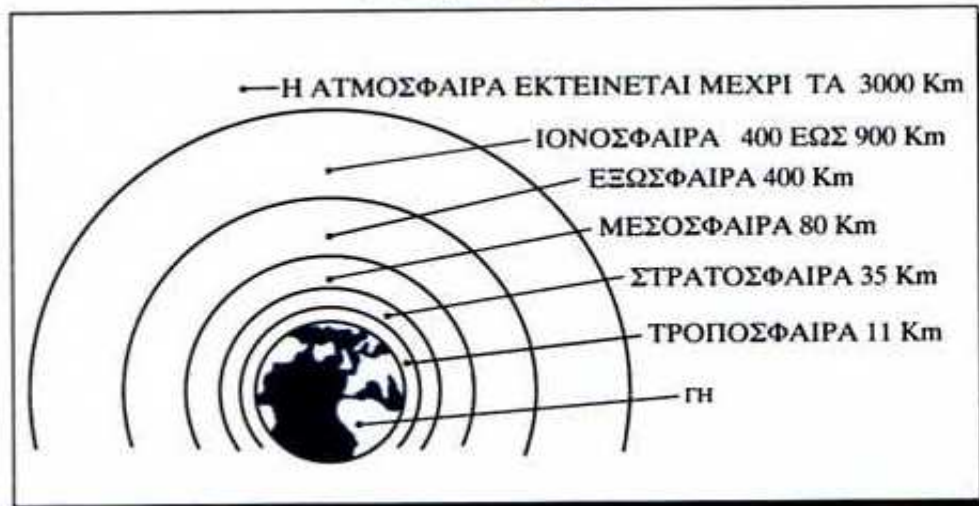 Η ΑΤΜΟΣΦΑΙΡΑ ΕΚΤΕΙΝΕΤΑΙ ΜΕΧΡΙ ΤΑ 3000 Km
ΙΟΝΟΣΦΑΙΡΑ 400 ΕΩΣ 900 Km
ΕΞΩΣΦΑΙΡΑ 400 Km
ΜΕΣΟΣΦΑΙΡΑ 80 Km
ΣΤΡΑΤΟΣΦΑΙΡΑ 35 Km
ΤΡΟΠΟΣΦΑΙΡΑ 11 Km
ΓΗ